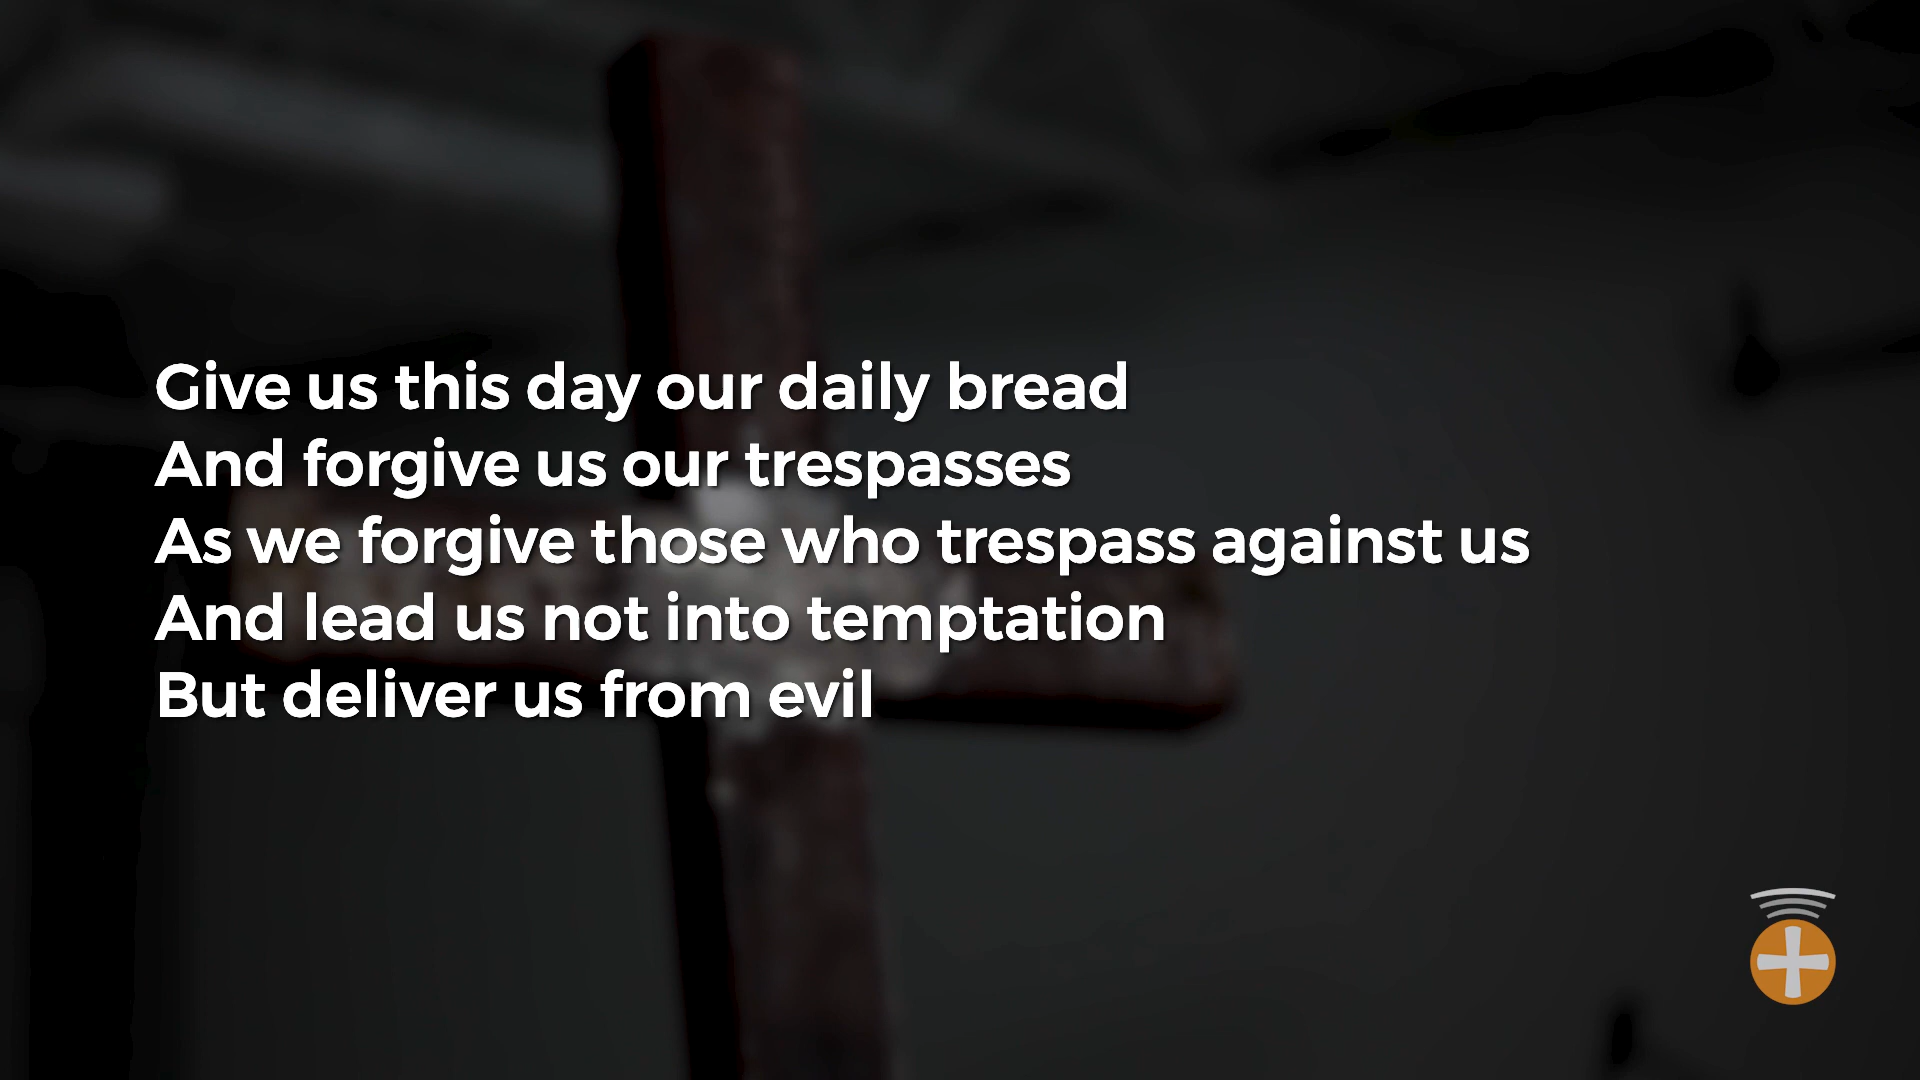 Give us this day our daily bread
And forgive us our trespasses
As we forgive those who trespass against us
And lead us not into temptation
But deliver us from evil